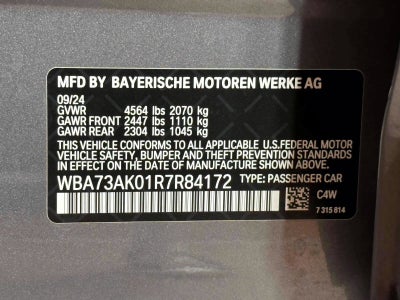 MFD BY BAYERISCHE MOTOREN WERKE AG
09/24
GVWR 4564 lbs 2070 kg
GAWR FRONT 2447 lbs 1110 kg
GAWR REAR 2304 lbs 1045 kg
THIS VEHICLE CONFORMS TO ALL APPLICABLE
U.S. FEDERAL MOTOR VEHICLE
SAFETY, BUMPER AND THEFT
PREVENTION STANDARDS IN EFFECT ON THE DATE
OF MANUFACTURE SHOWN ABOVE.
WBA73AK01R7R84172 TYPE: PASSENGER CAR
C4W
7 315 814